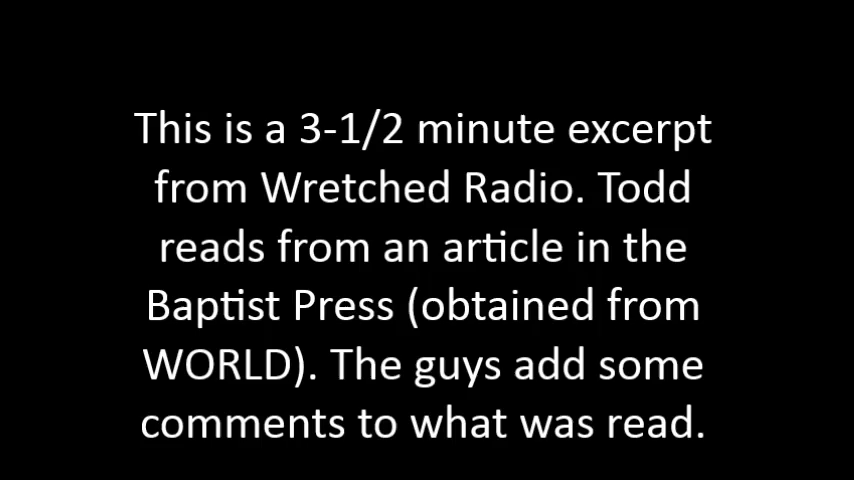 This is a 3-1/2 minute excerpt
from Wretched Radio. Todd
reads from an article in the
Baptist Press (obtained from
WORLD). The guys add some
comments to what was read.